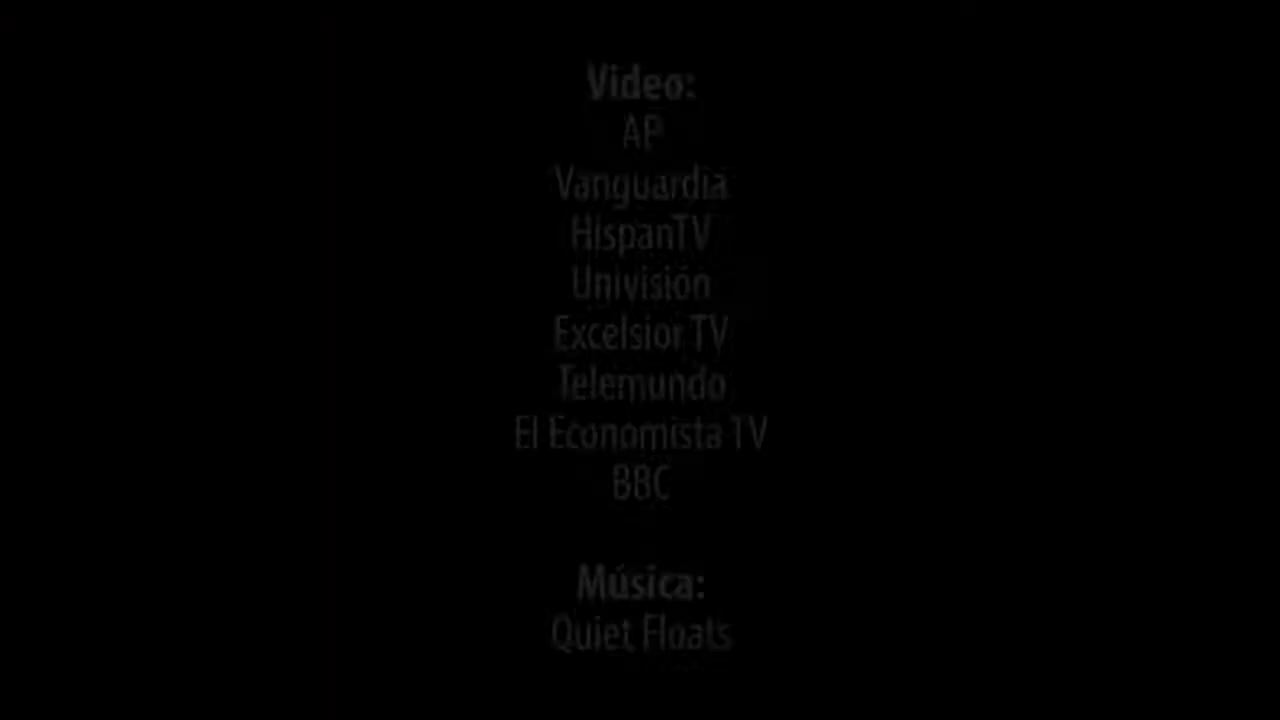 Video:
AP
Vanguardia
HispanTV
Univisión
Excelsior TV
Telemundo
El Economista TV
BBC
Música:
Quiet Floats